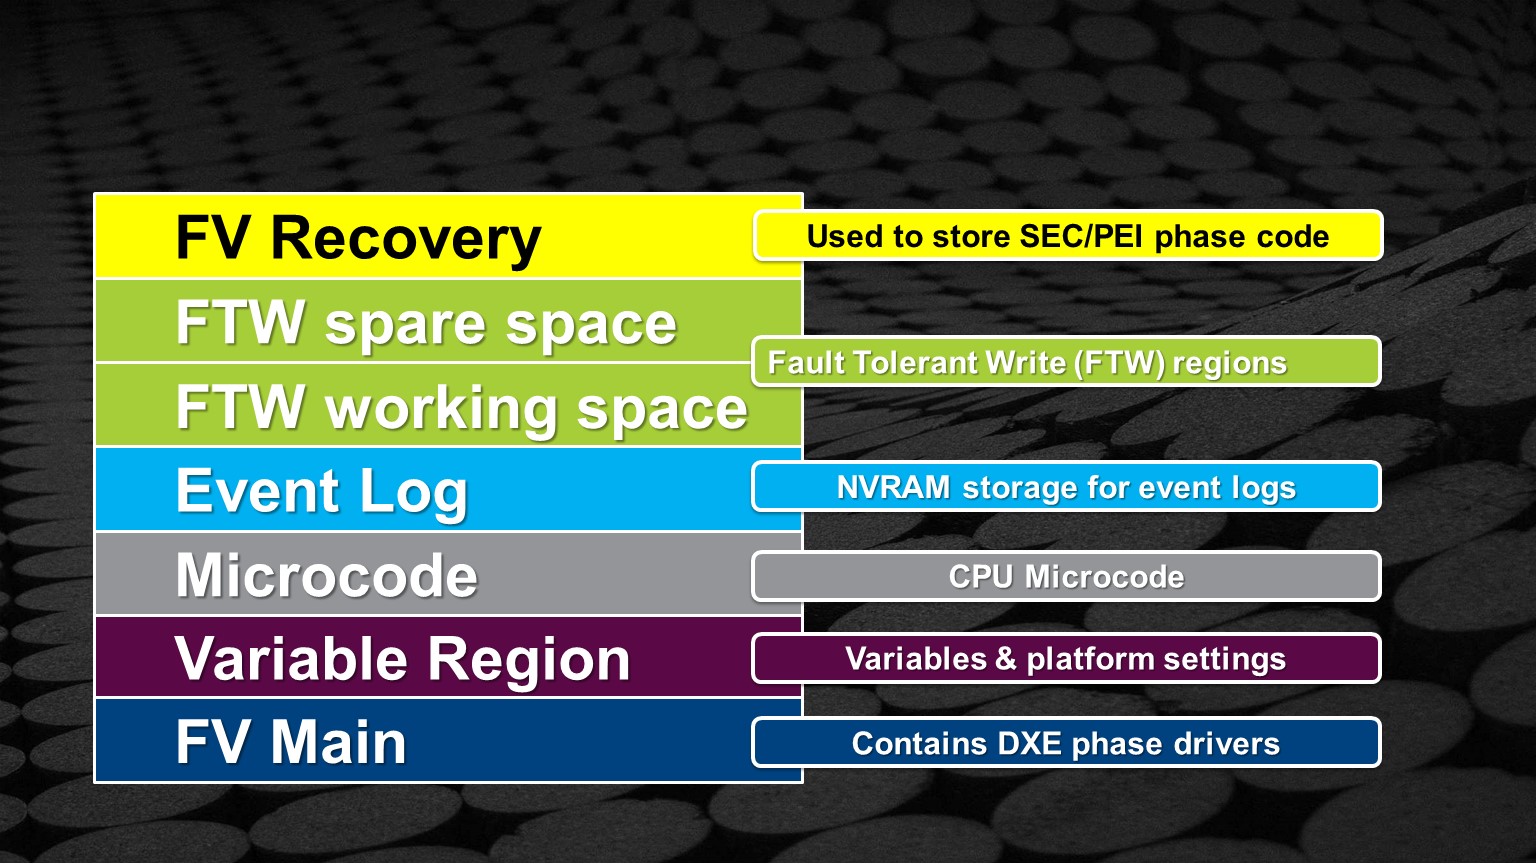 FV Recovery
Used to store SEC/PEI phase code
FTW spare space
Fault Tolerant Write (FTW) regions
FTW working space
Event Log
NVRAM storage for event logs
Microcode
CPU Microcode
Variable Region
Variables & platform settings
FV Main
Contains DXE phase drivers